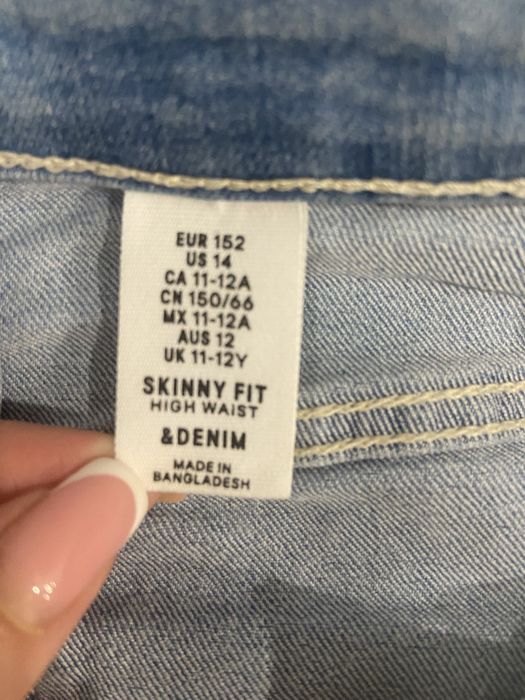 EUR 152
US 14
CA 11-12A
CN 150/66
MX 11-12A
AUS 12
UK 11-12Y
SKINNY FIT
HIGH WAIST
&DENIM
MADE IN
BANGLADESH